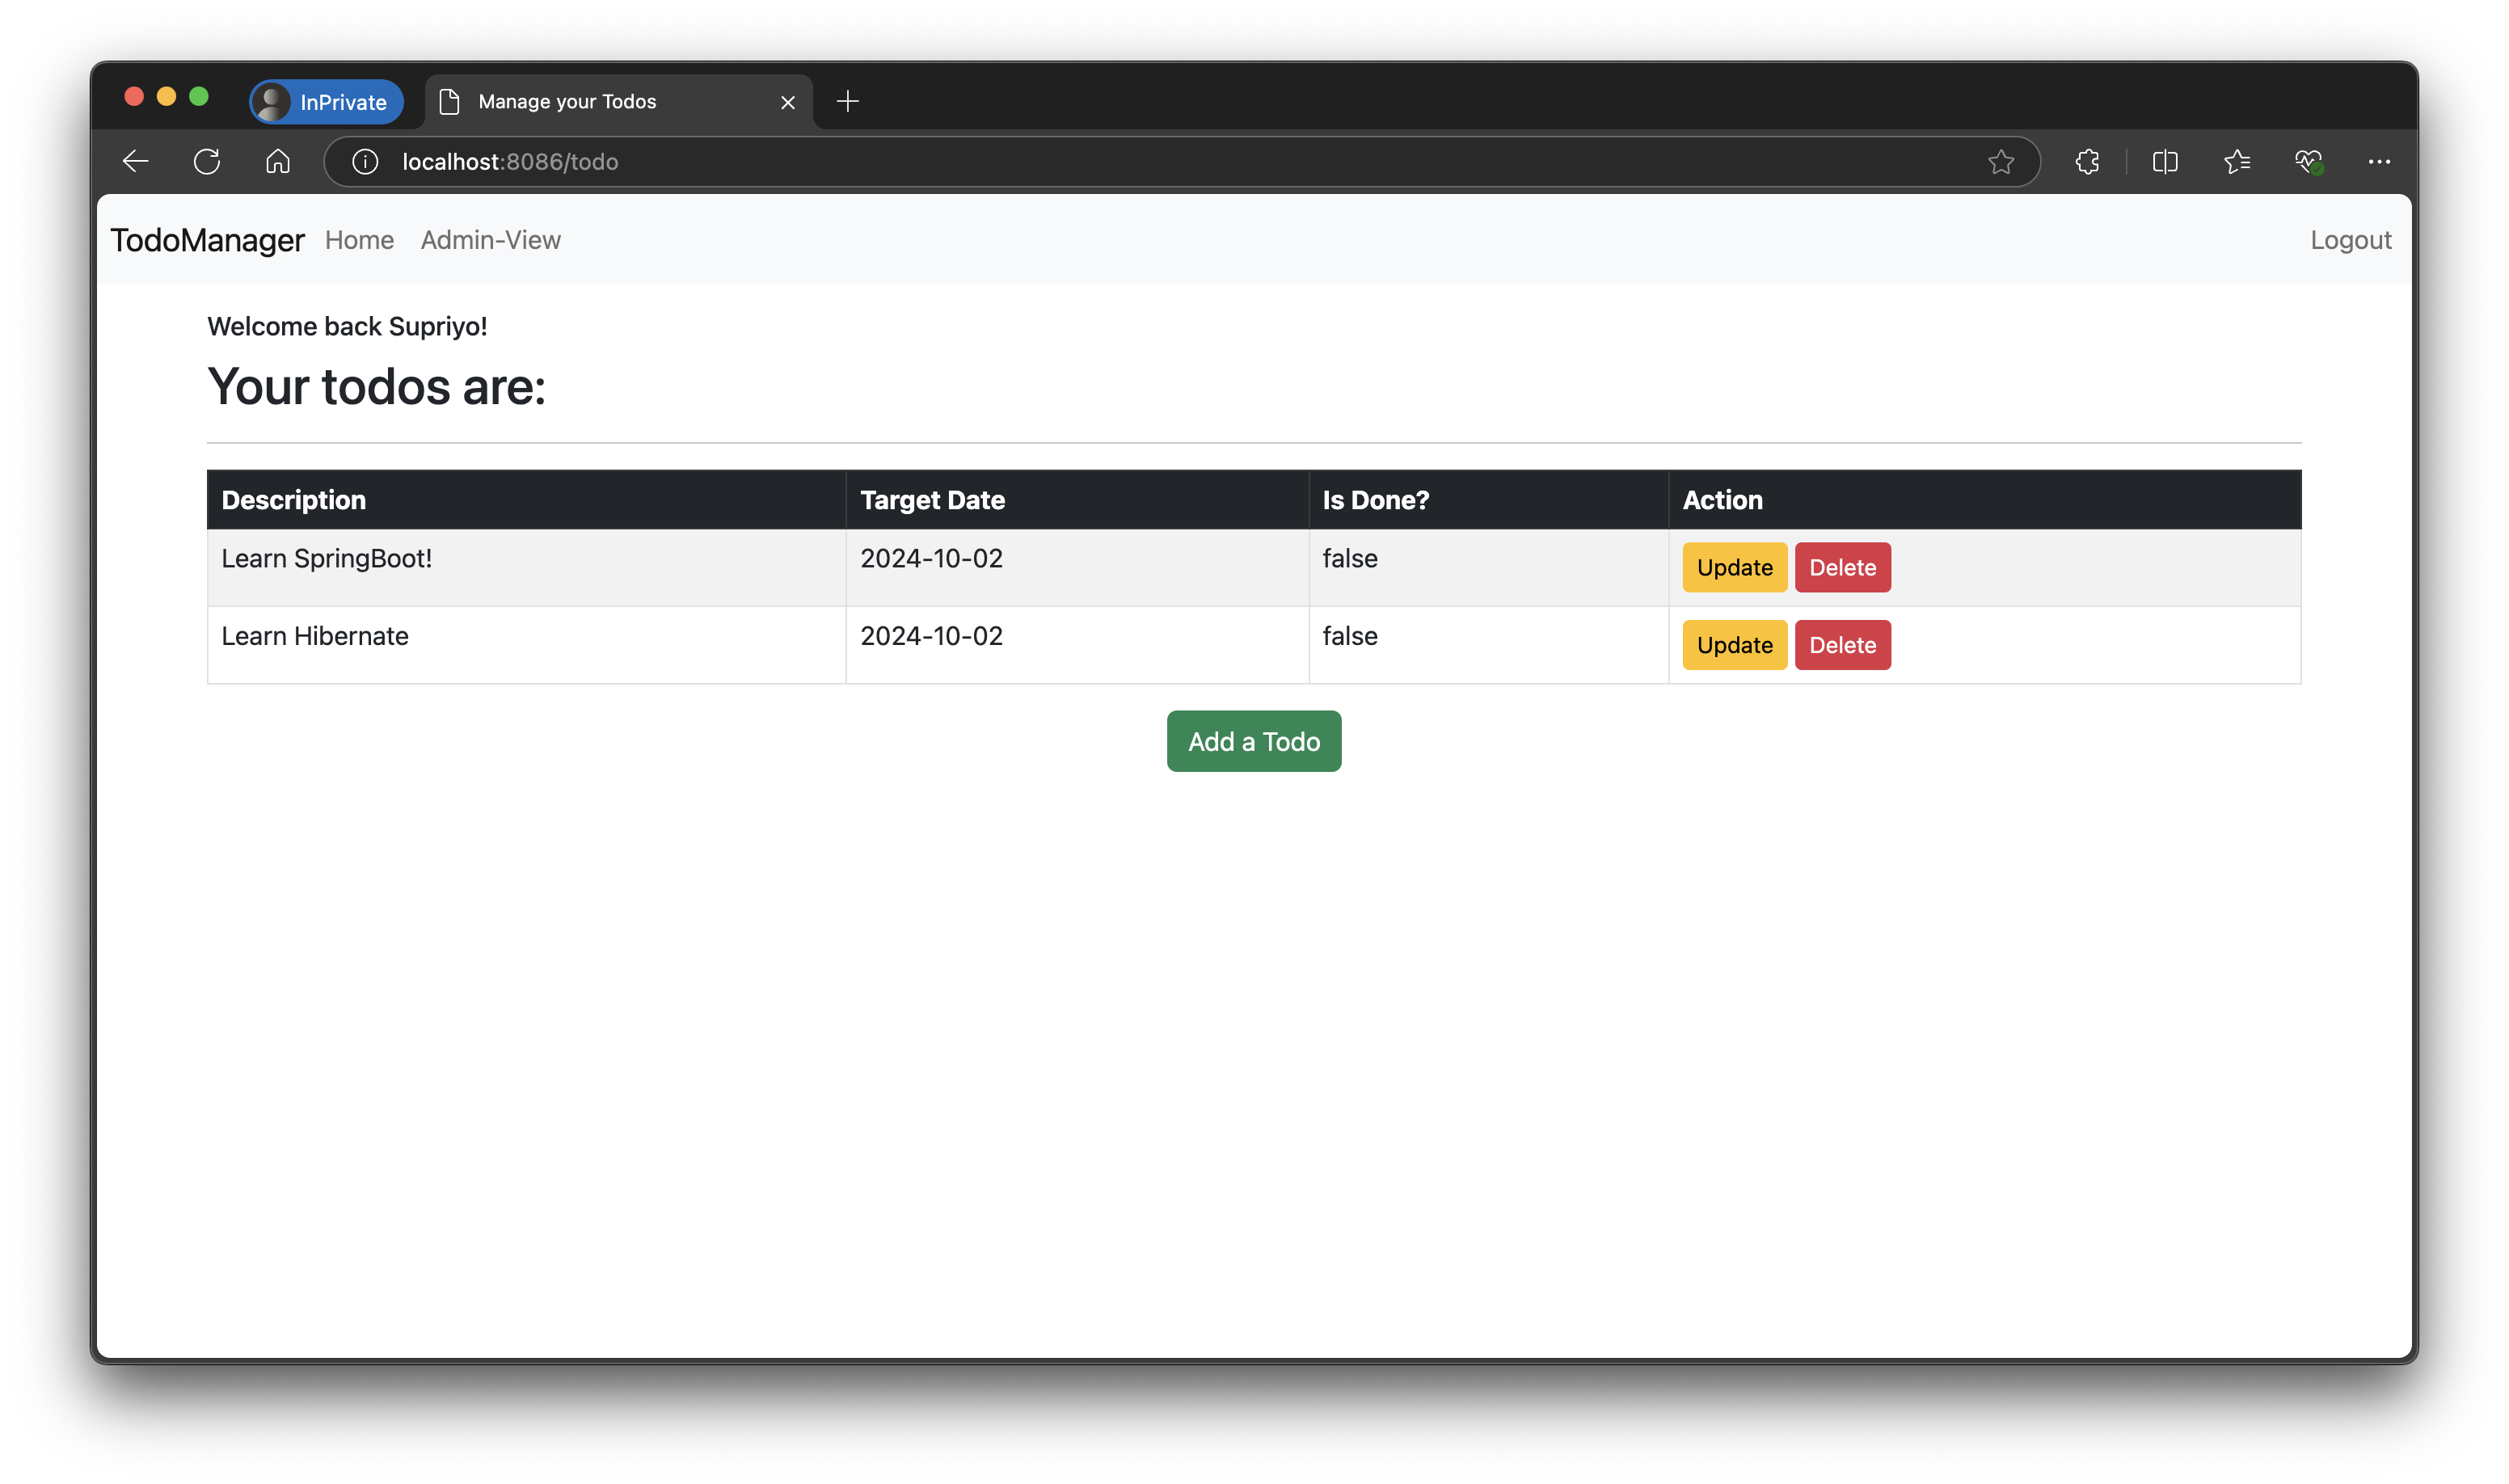 InPrivate Manage your Todos
localhost:8086/todo
TodoManager Home Admin-View Logout
Welcome back Supriyo!
Your todos are:
Description Target Date Is Done? Action
Learn SpringBoot! 2024-10-02 false Update Delete
Learn Hibernate 2024-10-02 false Update Delete
Add a Todo